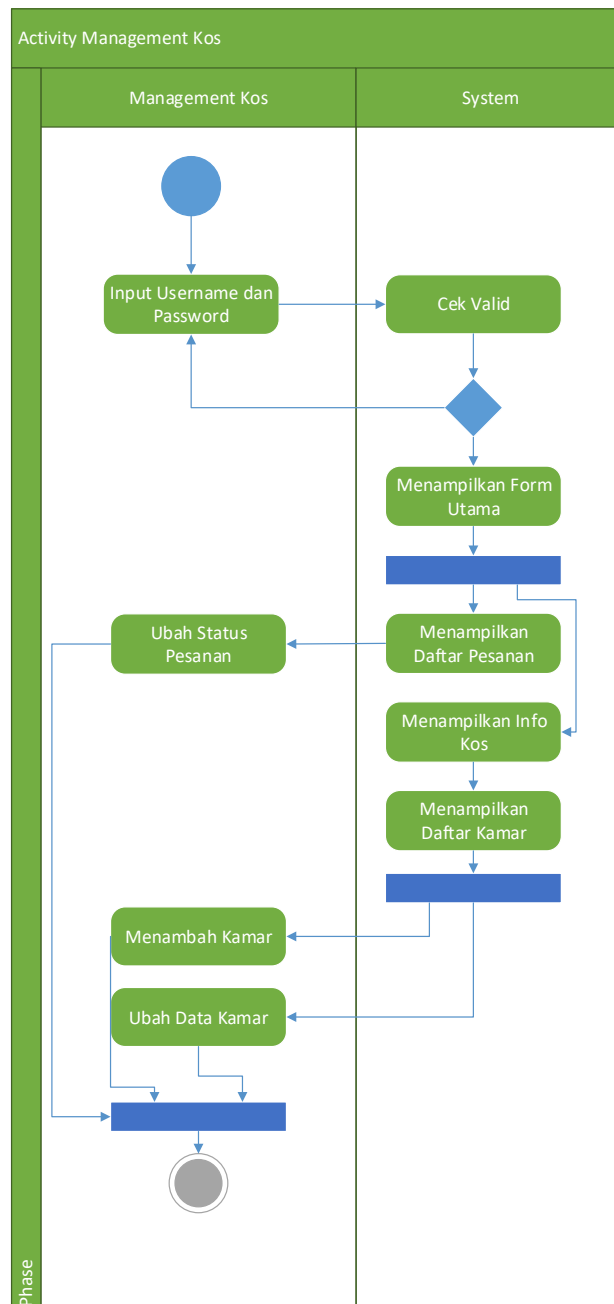 Activity Management Kos
Management Kos
System
Input Username dan
Password
Cek Valid
Menampilkan Form
Utama
Ubah Status
Pesanan
Menampilkan
Daftar Pesanan
Menampilkan Info
Kos
Menampilkan
Daftar Kamar
Menambah Kamar
Ubah Data Kamar
Phase